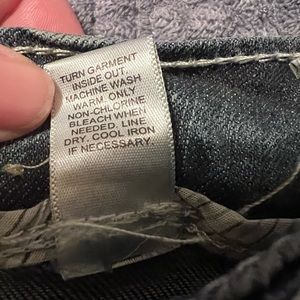 TURN GARMENT
INSIDE OUT.
MACHINE WASH
WARM. ONLY
NON-CHLORINE
BLEACH WHEN
NEEDED. LINE
DRY. COOL IRON
IF NECESSARY.